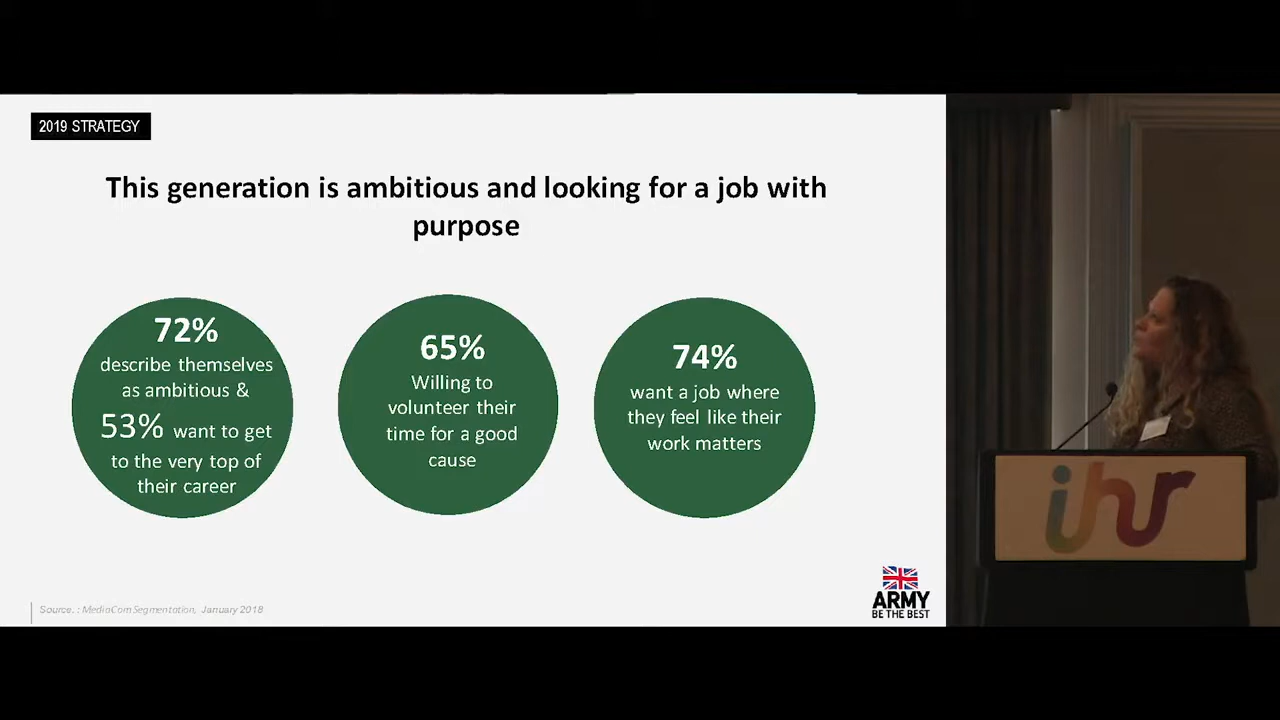 2019 STRATEGY
This generation is ambitious and looking for a job with
purpose
72%
describe themselves
as ambitious &
53% want to get
to the very top of
their career
65%
Willing to
volunteer their
time for a good
cause
74%
want a job where
they feel like their
work matters
Source, : MediaCom Segmentation, January 2018
ARMY
BE THE BEST
ihr